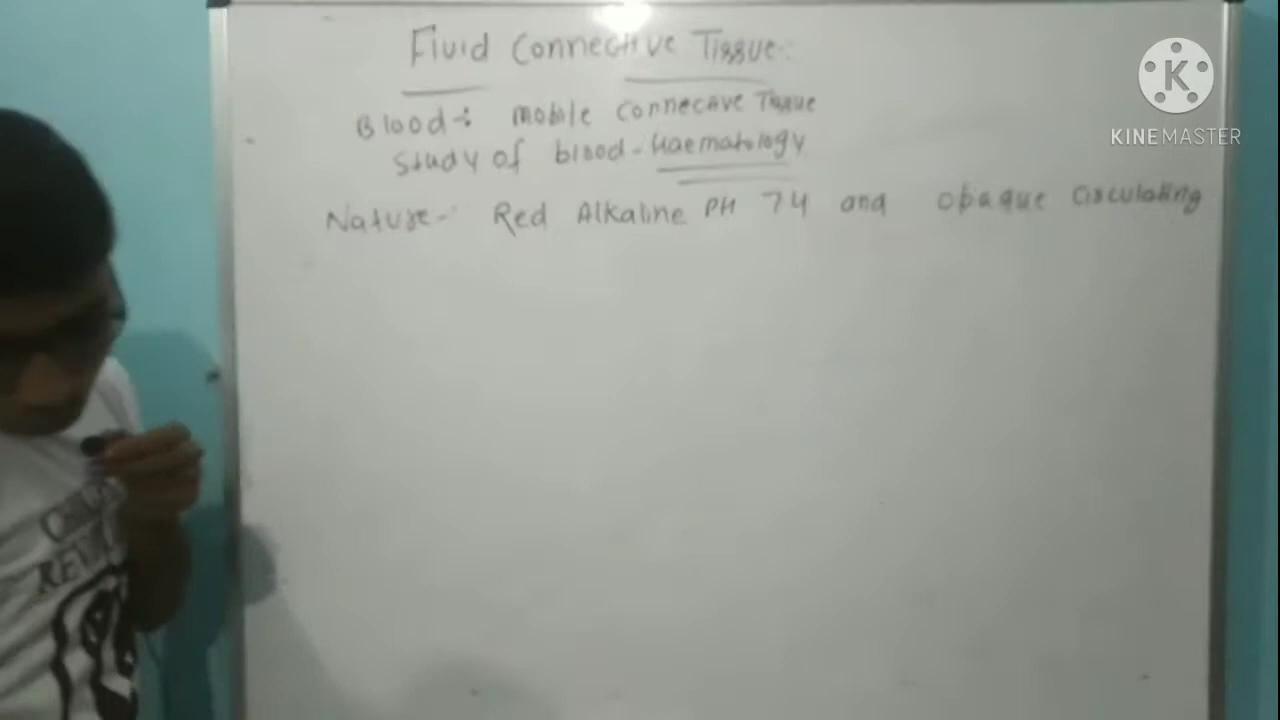 Fluid Connective Tissue:
Blood :- mobile connective Tissue
study of blood - Haematology
Nature :- Red Alkaline PH 7.4 and opaque circulating
KINEMASTER